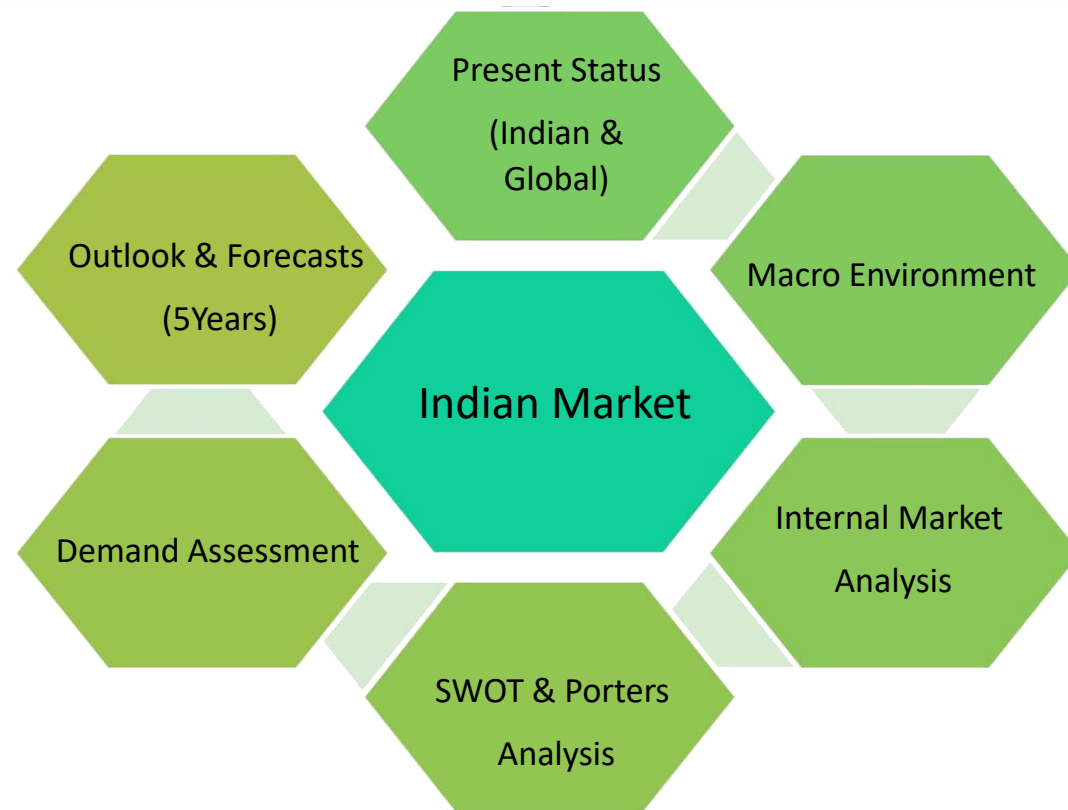 Present Status
(Indian &
Global)
Outlook & Forecasts
(5Years)
Macro Environment
Indian Market
Internal Market
Analysis
Demand Assessment
SWOT & Porters
Analysis